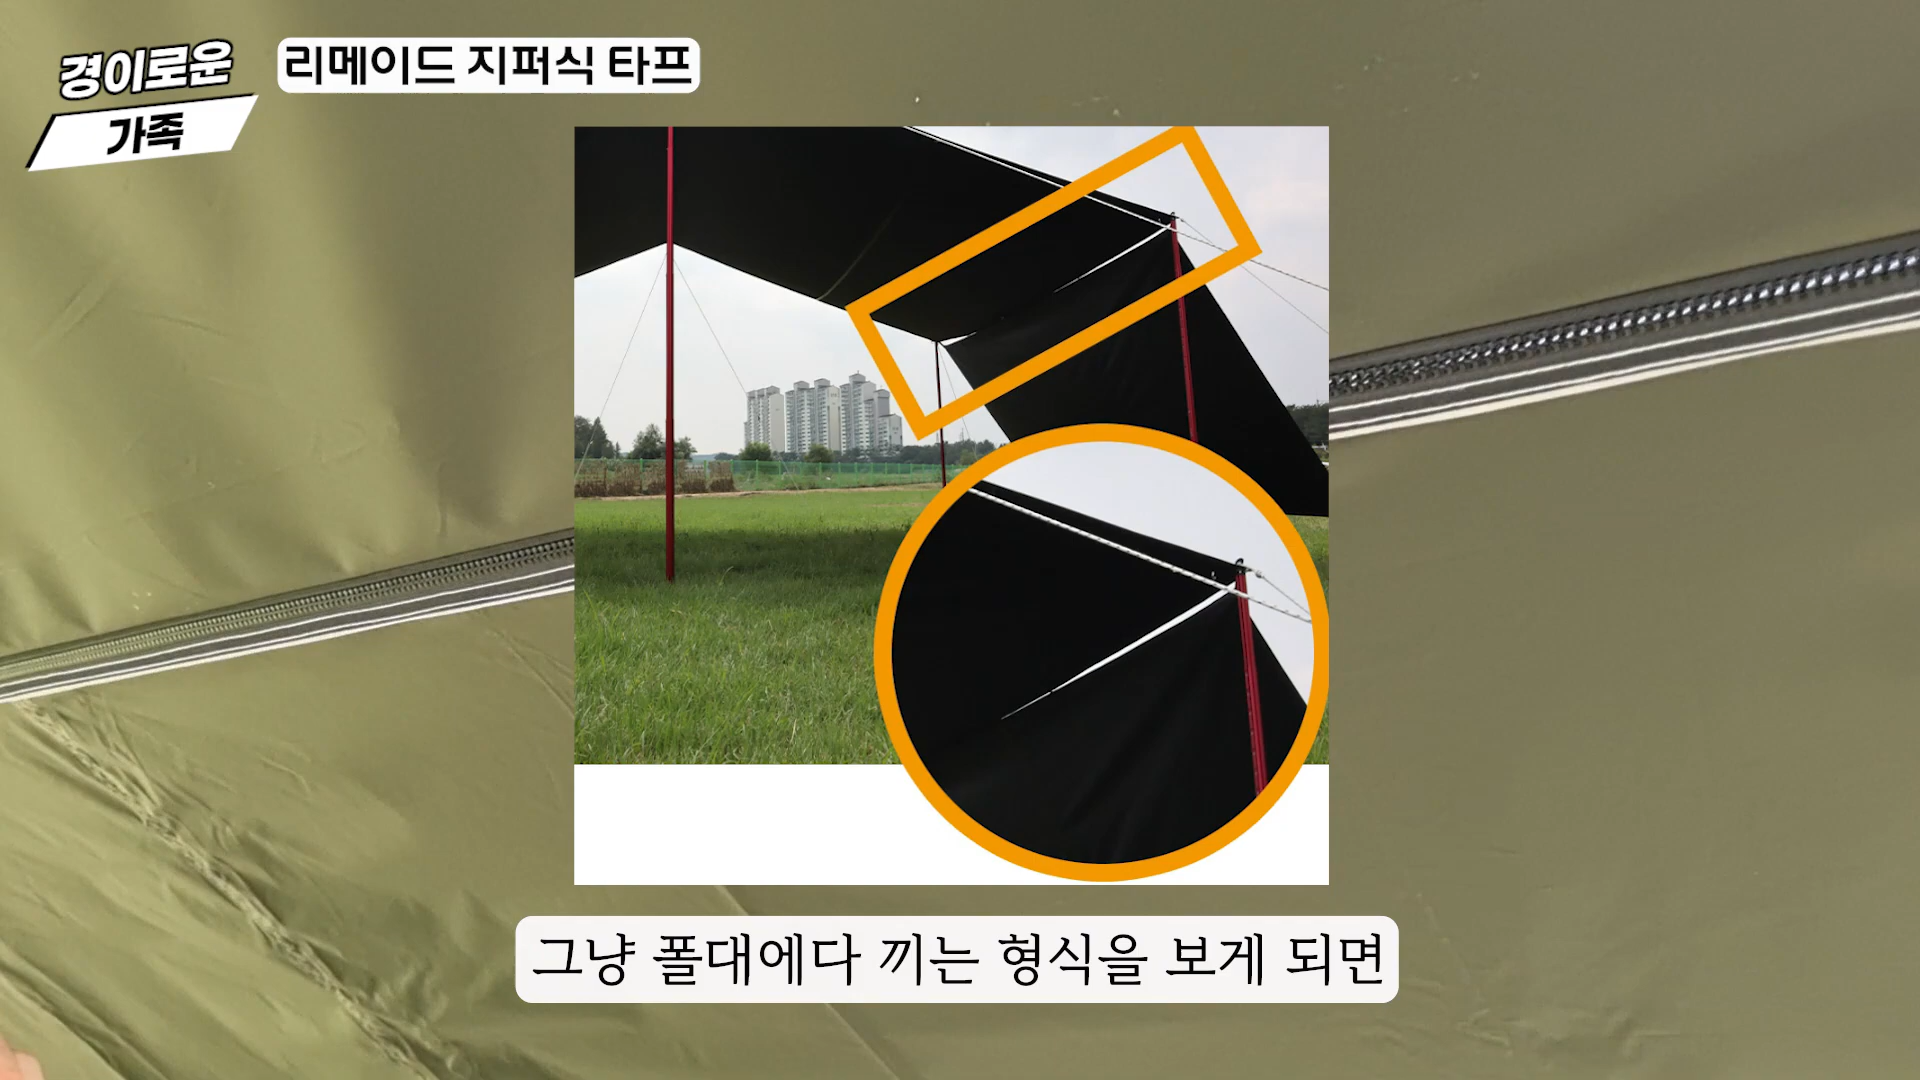 경이로운
가족
리메이드 지퍼식 타프
그냥 폴대에다 끼는 형식을 보게 되면